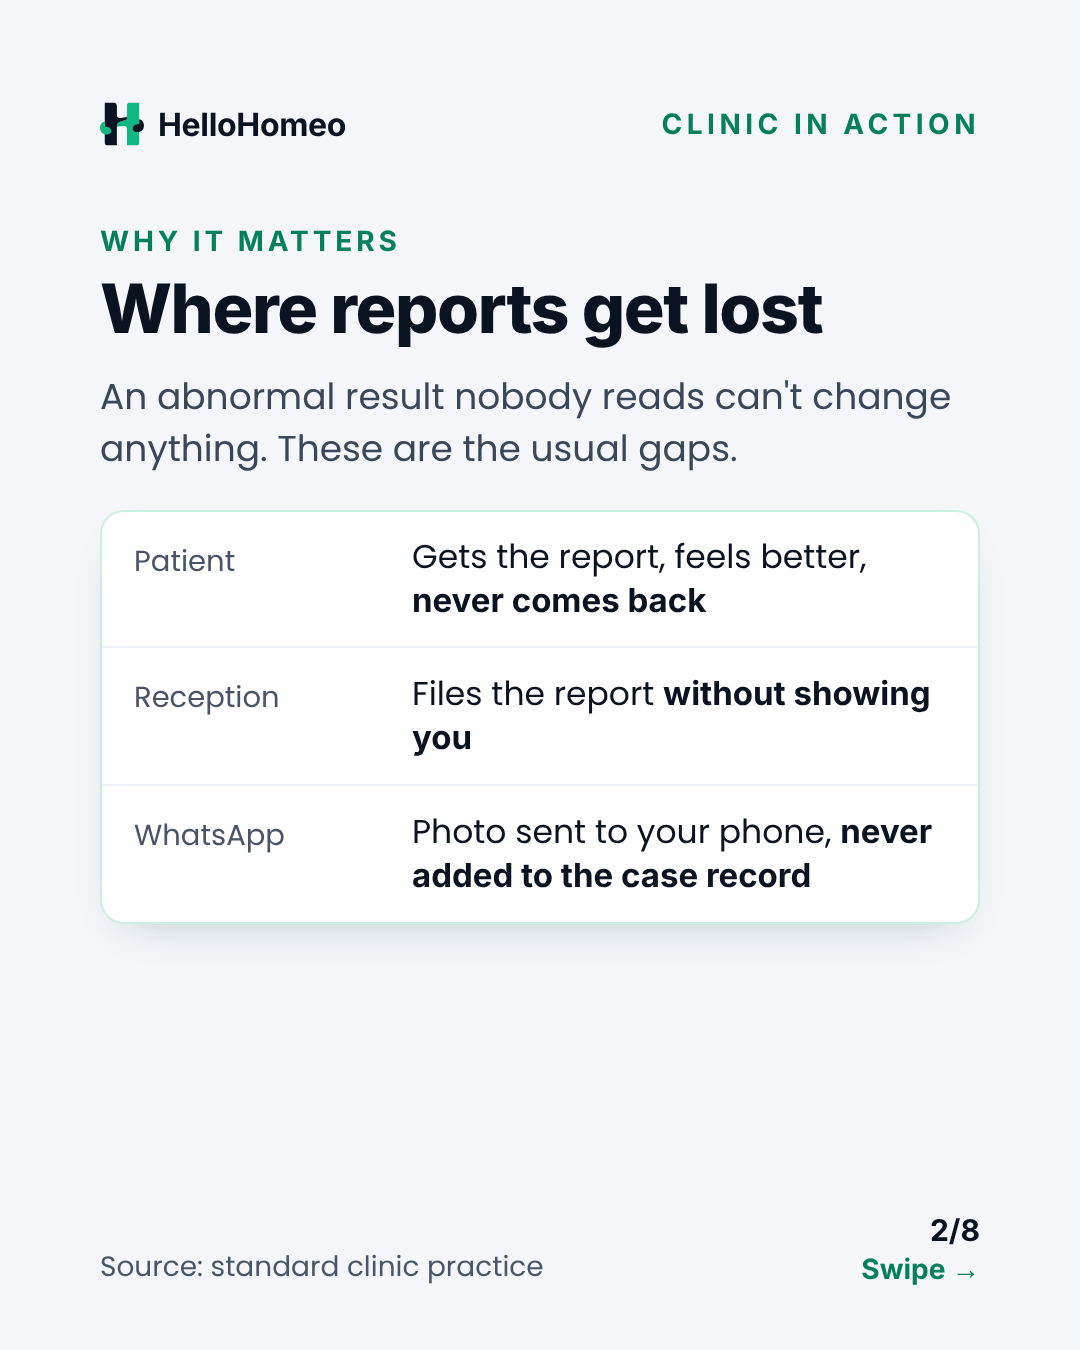 HelloHomeo
CLINIC IN ACTION
WHY IT MATTERS
Where reports get lost
An abnormal result nobody reads can't change
anything. These are the usual gaps.
Patient
Gets the report, feels better,
never comes back
Reception
Files the report without showing
you
WhatsApp
Photo sent to your phone, never
added to the case record
2/8
Source: standard clinic practice
Swipe →